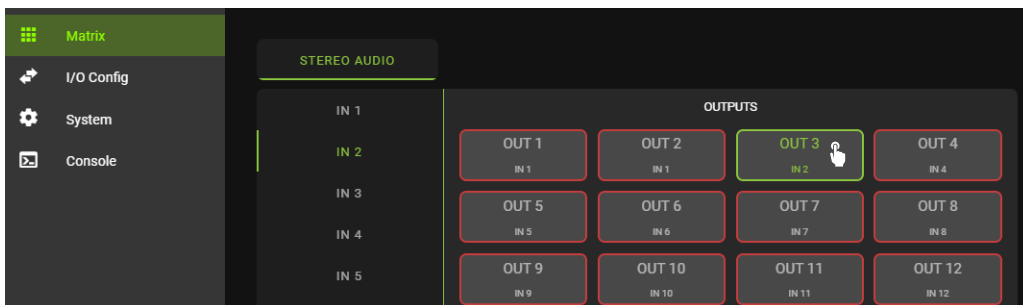 Matrix
I/O Config
System
Console
STEREO AUDIO
IN 1
IN 2
IN 3
IN 4
IN 5
OUTPUTS
OUT 1 OUT 2 OUT 3 OUT 4
IN 1 IN 1 IN 2 IN 4
OUT 5 OUT 6 OUT 7 OUT 8
IN 5 IN 6 IN 7 IN 8
OUT 9 OUT 10 OUT 11 OUT 12
IN 9 IN 10 IN 11 IN 12